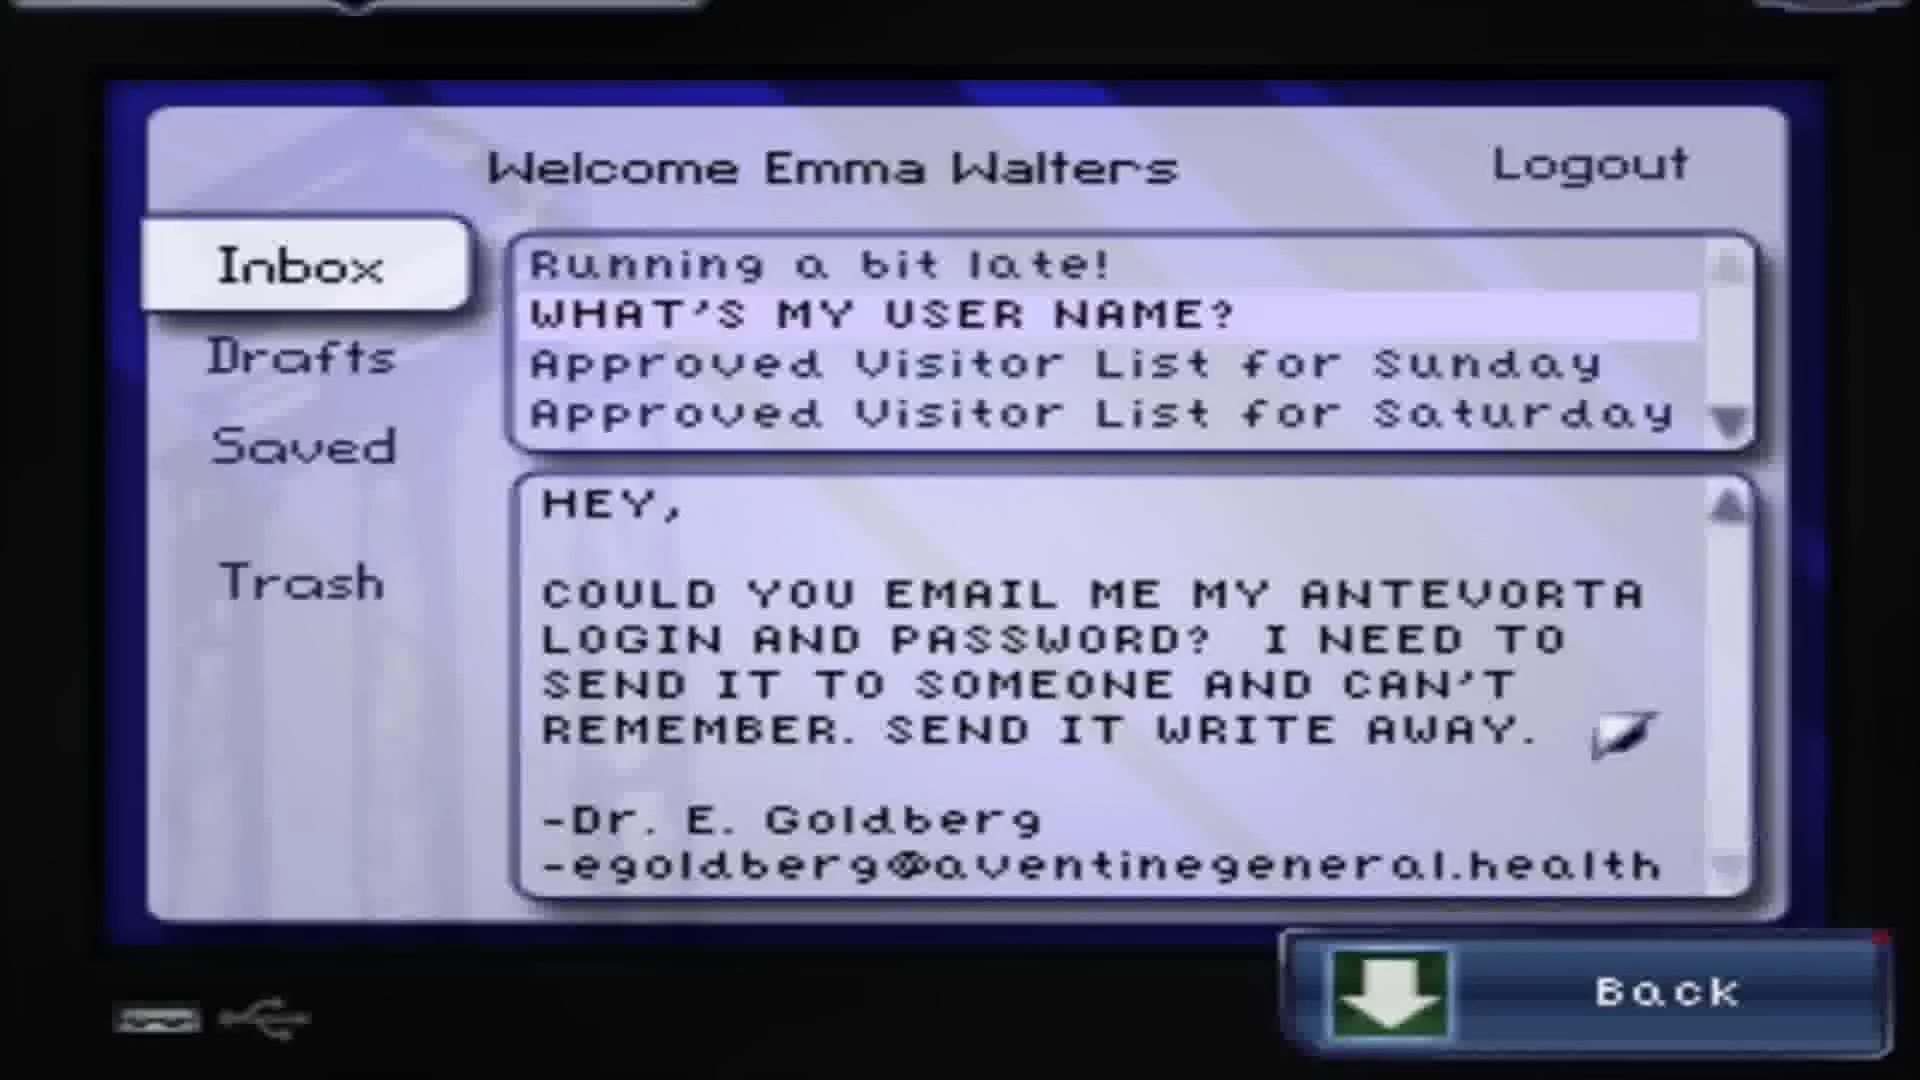 Welcome Emma Walters
Logout
Inbox
Drafts
Saved
Trash
Running a bit late!
WHAT'S MY USER NAME?
Approved Visitor List for Sunday
Approved Visitor List for Saturday
HEY,
COULD YOU EMAIL ME MY ANTEVORTA
LOGIN AND PASSWORD?  I NEED TO
SEND IT TO SOMEONE AND CAN'T
REMEMBER. SEND IT WRITE AWAY.
-Dr. E. Goldberg
-egoldberg@aventinegeneral.health
Back